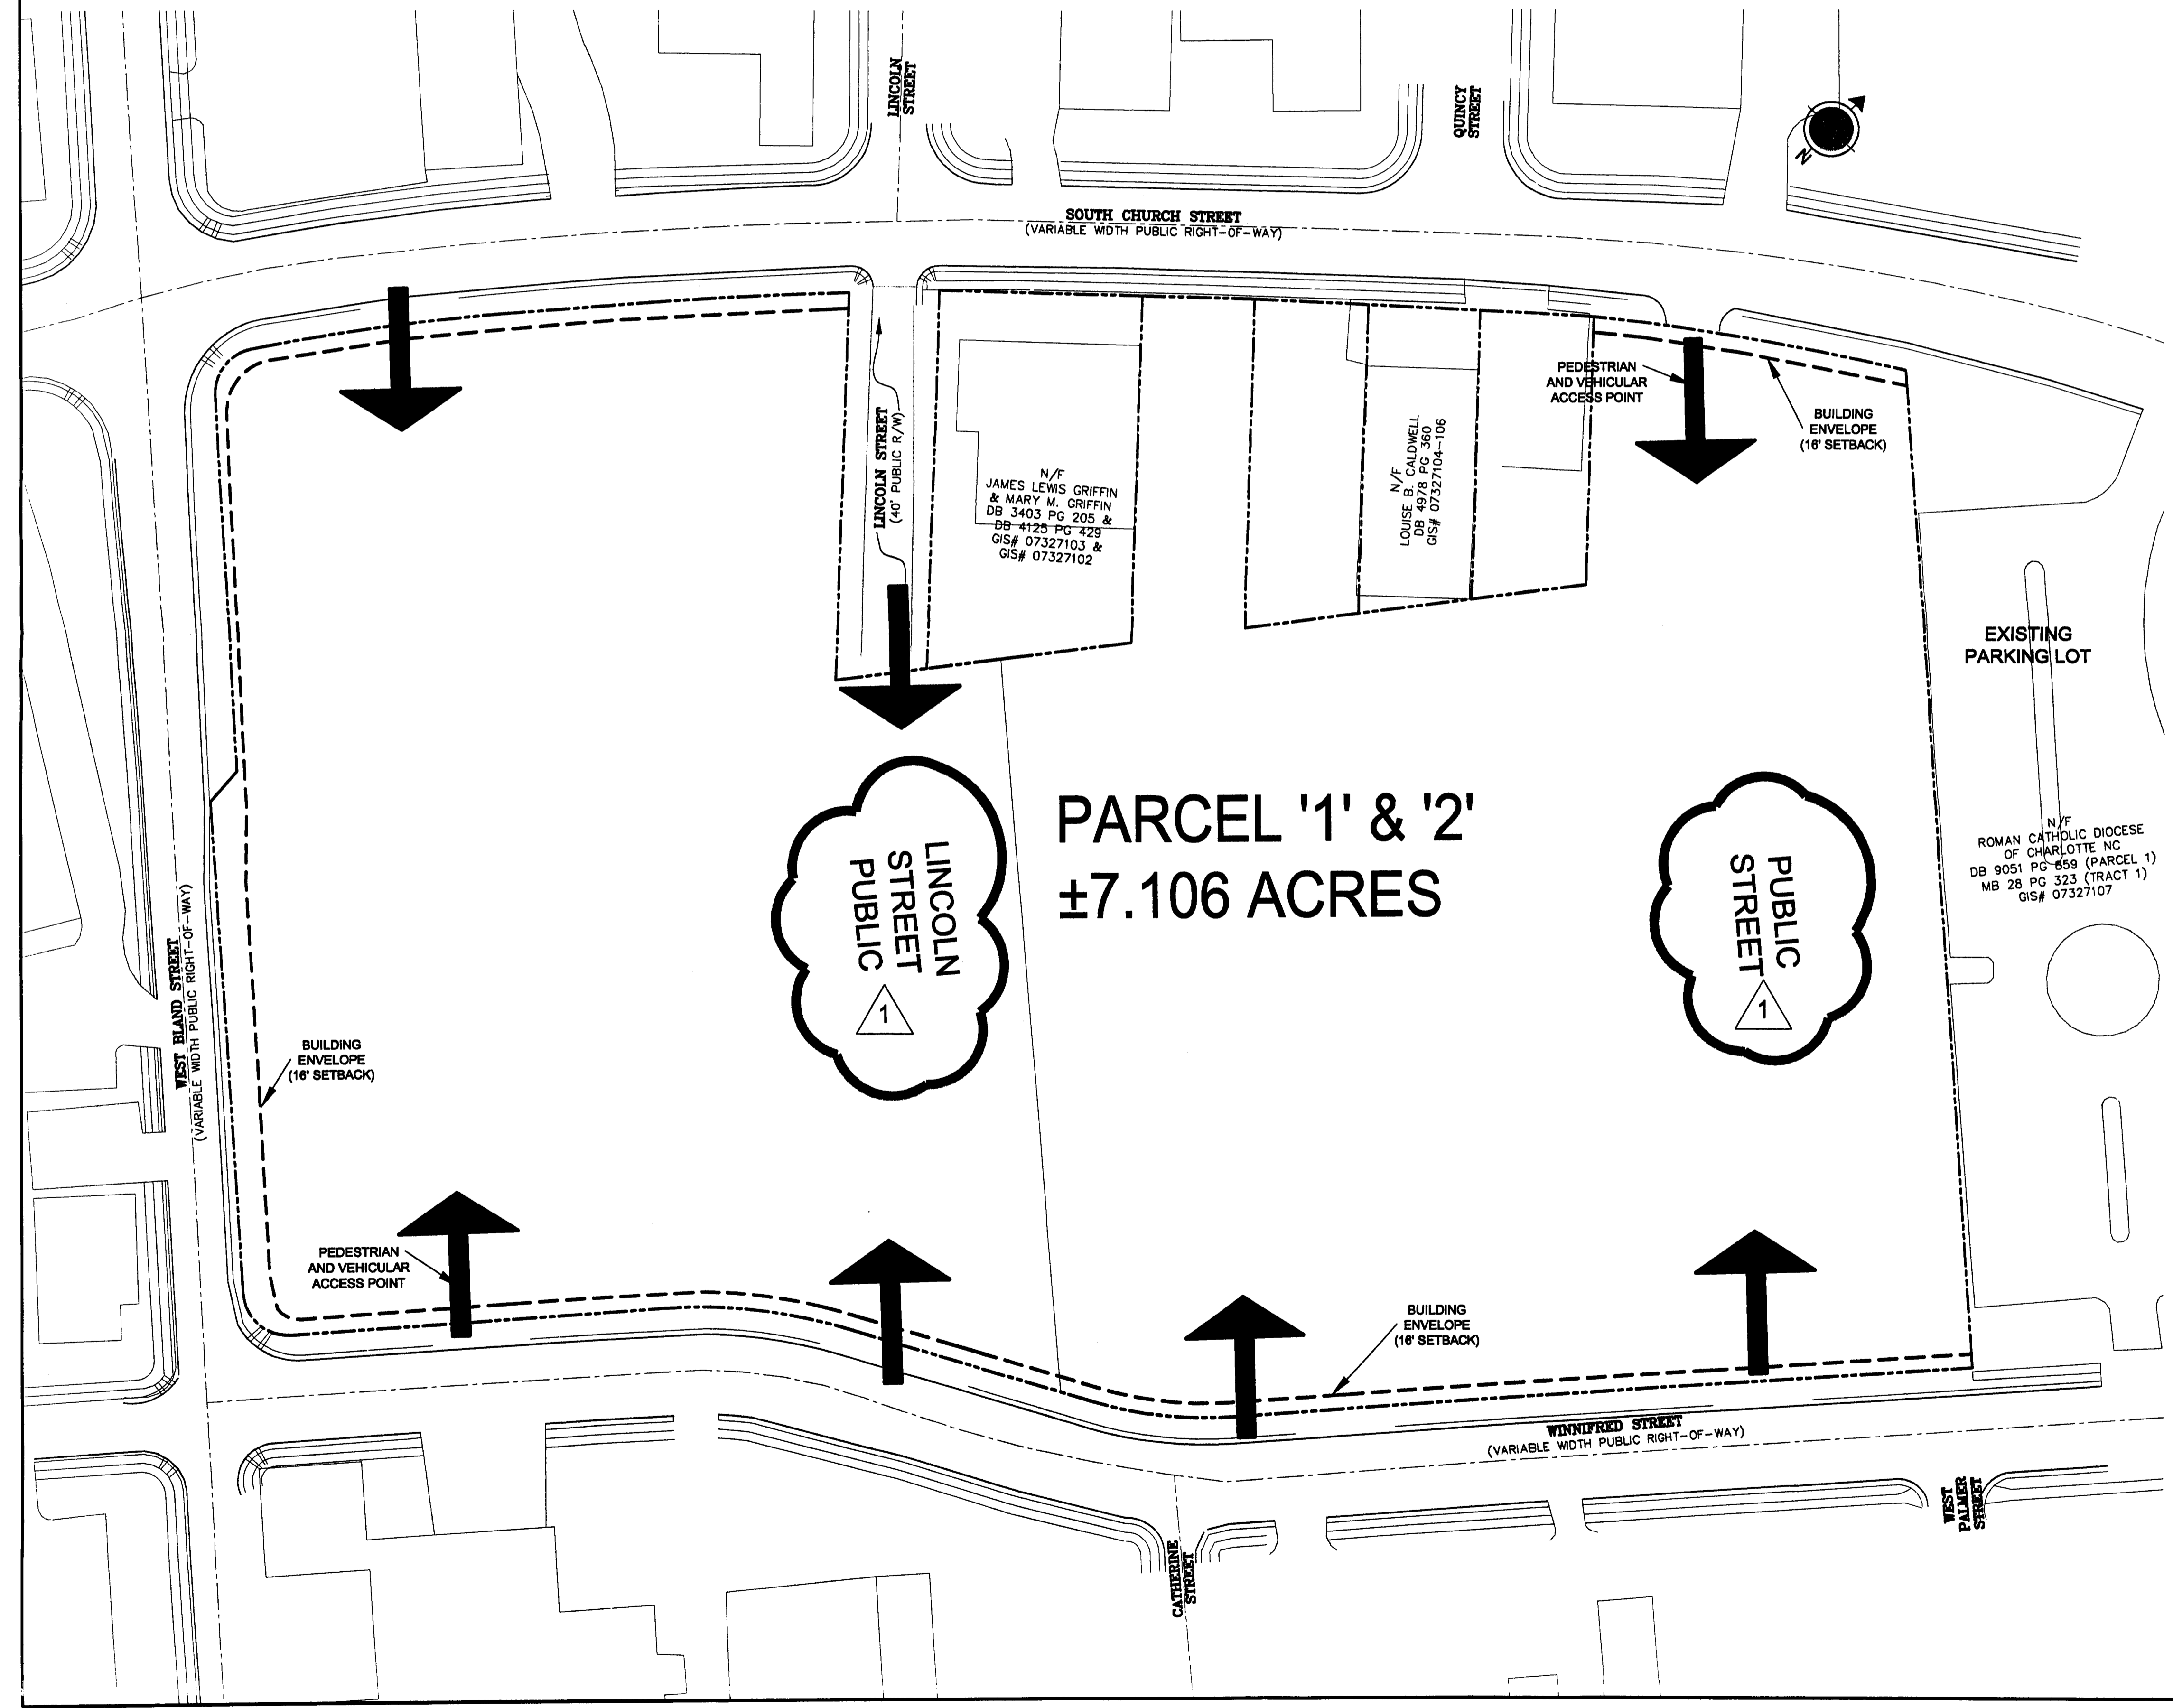 LINCOLN
STREET
QUINCY
STREET
N
SOUTH CHURCH STREET
(VARIABLE WIDTH PUBLIC RIGHT-OF-WAY)
LINCOLN STREET
(40' PUBLIC R/W)
N/F
JAMES LEWIS GRIFFIN
& MARY M. GRIFFIN
DB 3403 PG 205 &
DB 4125 PG 429
GIS# 07327103 &
GIS# 07327102
N/F
LOUISE B. CALDWELL
DB 4978 PG 360
GIS# 07327104-106
PEDESTRIAN
AND VEHICULAR
ACCESS POINT
BUILDING
ENVELOPE
(16' SETBACK)
EXISTING
PARKING LOT
PARCEL '1' & '2'
±7.106 ACRES
LINCOLN
STREET
PUBLIC
1
PUBLIC
STREET
1
N/F
ROMAN CATHOLIC DIOCESE
OF CHARLOTTE NC
DB 9051 PG 859 (PARCEL 1)
MB 28 PG 323 (TRACT 1)
GIS# 07327107
WEST BLAND STREET
(VARIABLE WIDTH PUBLIC RIGHT-OF-WAY)
BUILDING
ENVELOPE
(16' SETBACK)
PEDESTRIAN
AND VEHICULAR
ACCESS POINT
BUILDING
ENVELOPE
(16' SETBACK)
WINNIFRED STREET
(VARIABLE WIDTH PUBLIC RIGHT-OF-WAY)
CATHERINE
STREET
WEST
PALMER
STREET